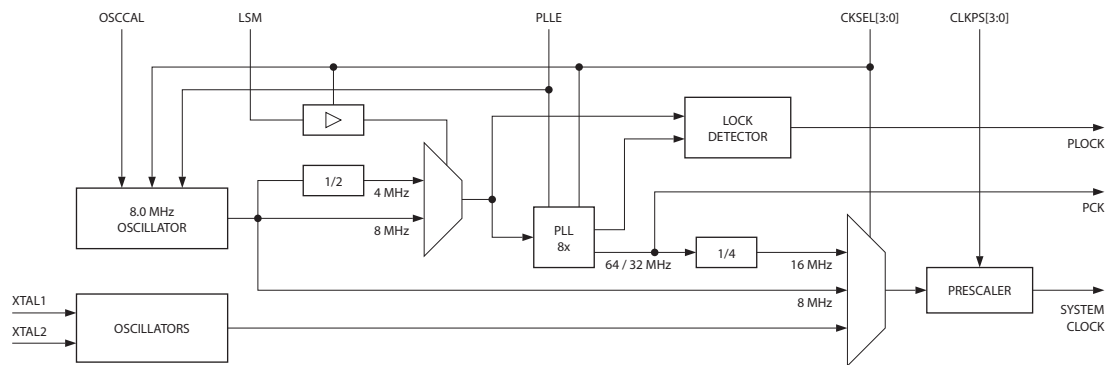 OSCCAL
LSM
PLLE
CKSEL[3:0]
CLKPS[3:0]
LOCK
DETECTOR
PLOCK
1/2
4 MHz
8.0 MHz
OSCILLATOR
8 MHz
PCK
PLL
8x
64 / 32 MHz
1/4
16 MHz
8 MHz
PRESCALER
SYSTEM
CLOCK
XTAL1
XTAL2
OSCILLATORS